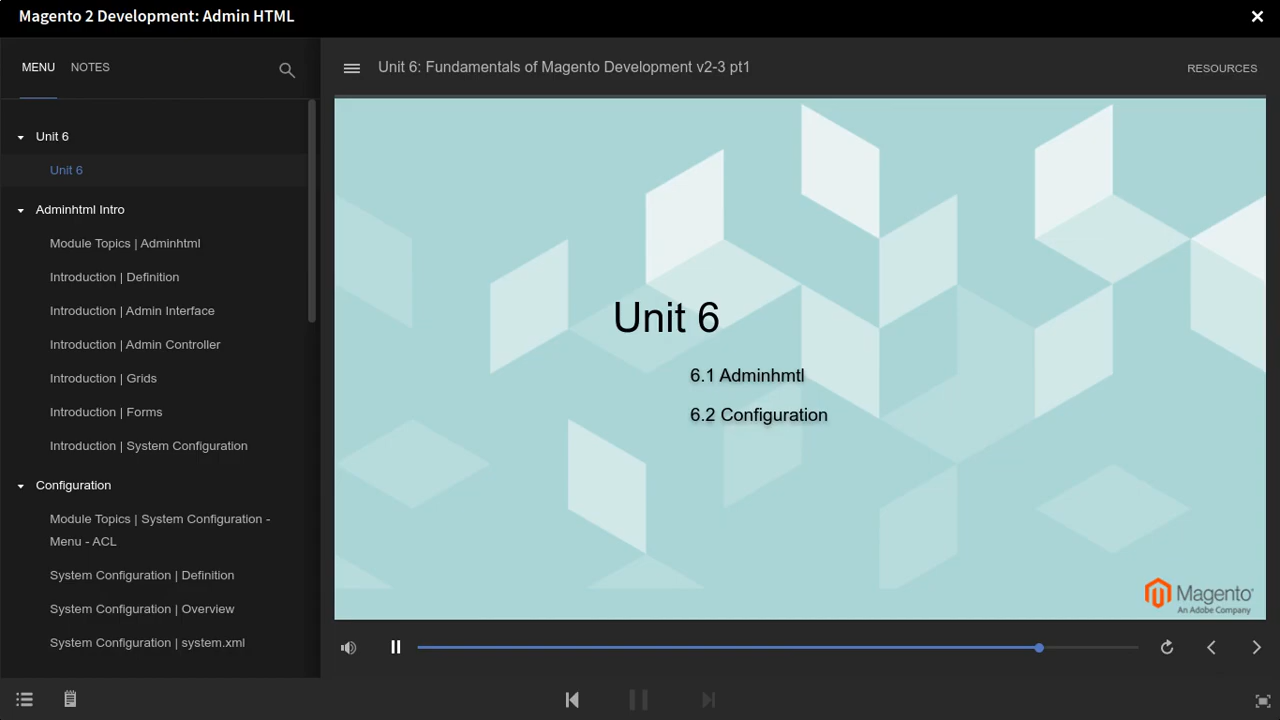 Magento 2 Development: Admin HTML
MENU NOTES
Unit 6: Fundamentals of Magento Development v2-3 pt1
RESOURCES
Unit 6
Unit 6
Adminhtml Intro
Module Topics | Adminhtml
Introduction | Definition
Introduction | Admin Interface
Introduction | Admin Controller
Introduction | Grids
Introduction | Forms
Introduction | System Configuration
Configuration
Module Topics | System Configuration -
Menu - ACL
System Configuration | Definition
System Configuration | Overview
System Configuration | system.xml
Unit 6
6.1 Adminhmtl
6.2 Configuration
Magento
An Adobe Company